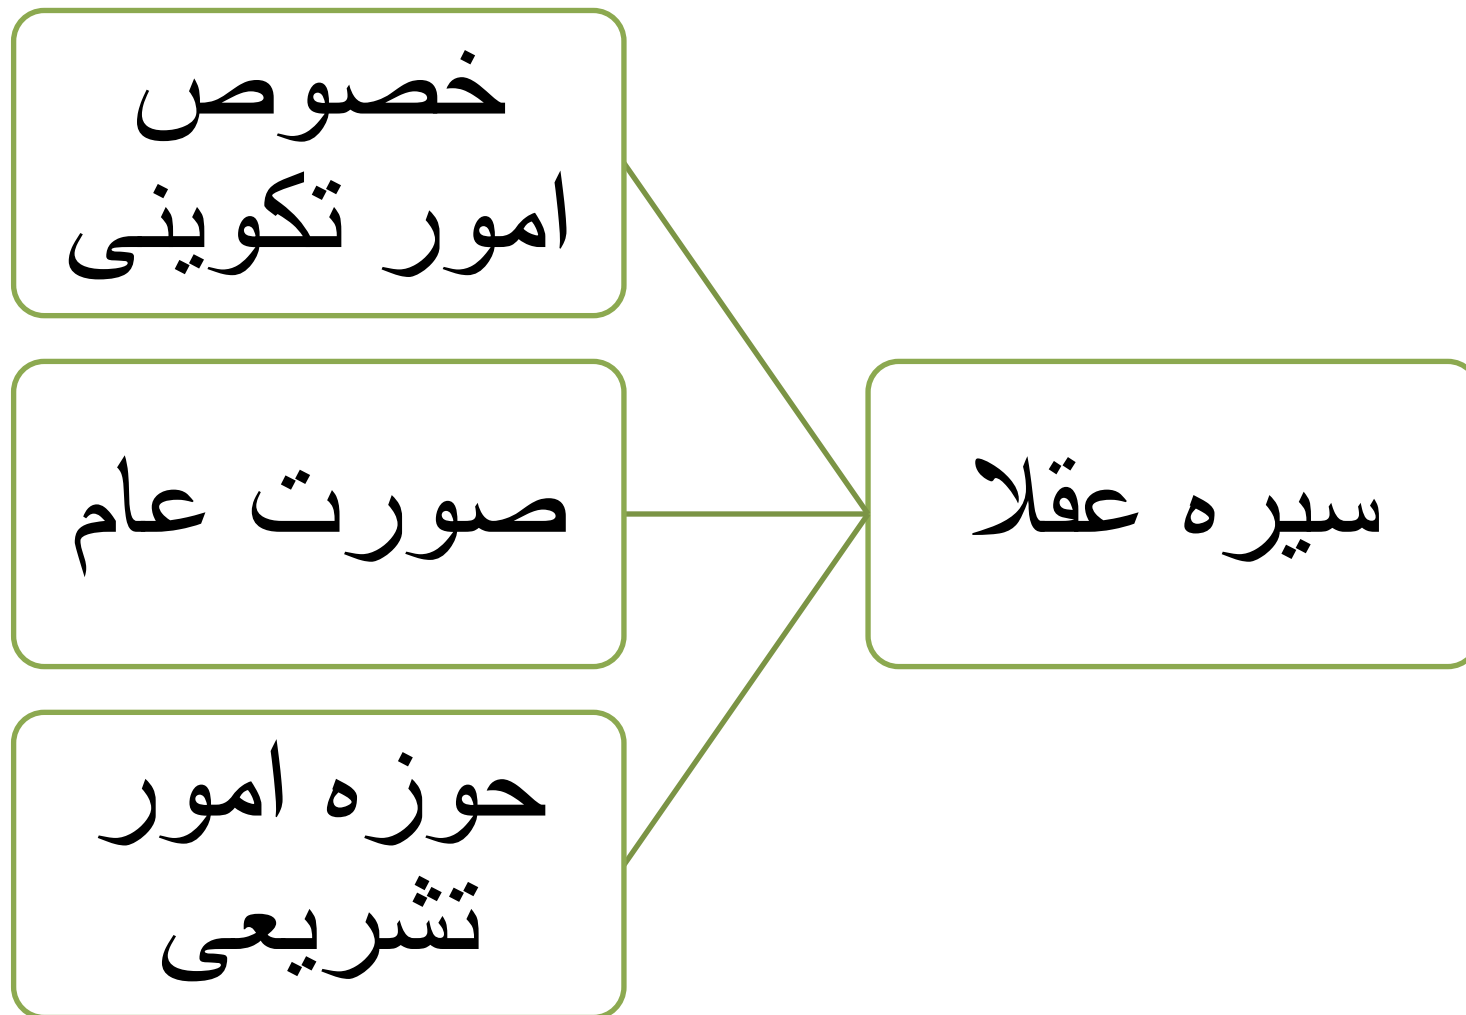 سیره عقلا
خصوص
امور تکوینی
صورت عام
حوزه امور
تشریعی